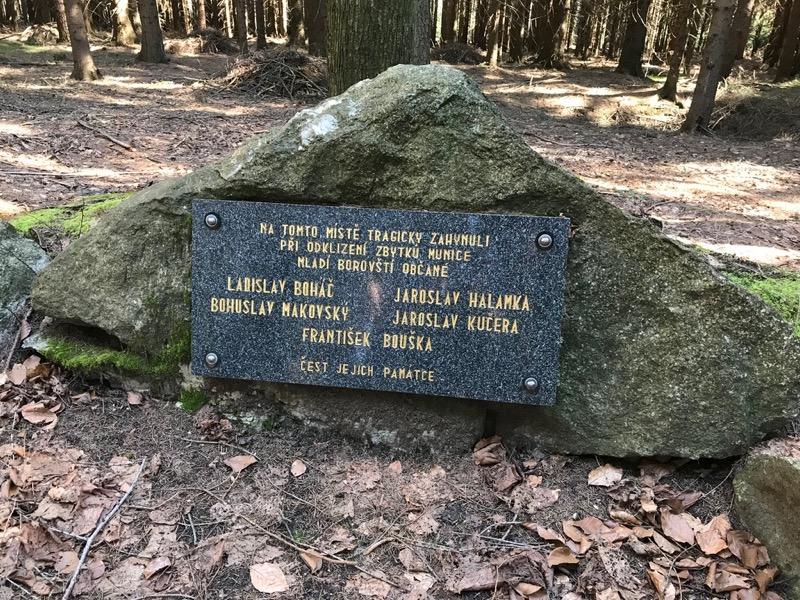 NA TOMTO MÍSTĚ TRAGICKY ZAHYNULI
PŘI ODKLIZENÍ ZBYTKŮ MUNICE
MLADÍ BOROVŠTÍ OBČANÉ
LADISLAV BOHÁČ JAROSLAV HALAMKA
BOHUSLAV MAKOVSKÝ JAROSLAV KUČERA
FRANTIŠEK BOUŠKA
ČEST JEJICH PAMÁTCE